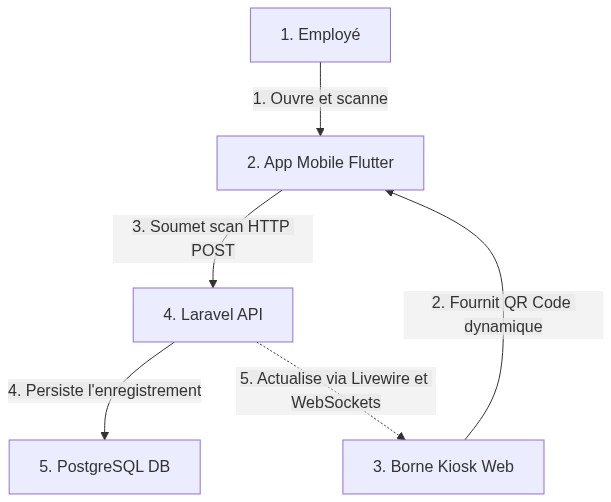 1. Employé
1. Ouvre et scanne
2. App Mobile Flutter
3. Soumet scan HTTP
POST
4. Laravel API
2. Fournit QR Code
dynamique
4. Persiste l'enregistrement
5. Actualise via Livewire et
WebSockets
5. PostgreSQL DB
3. Borne Kiosk Web